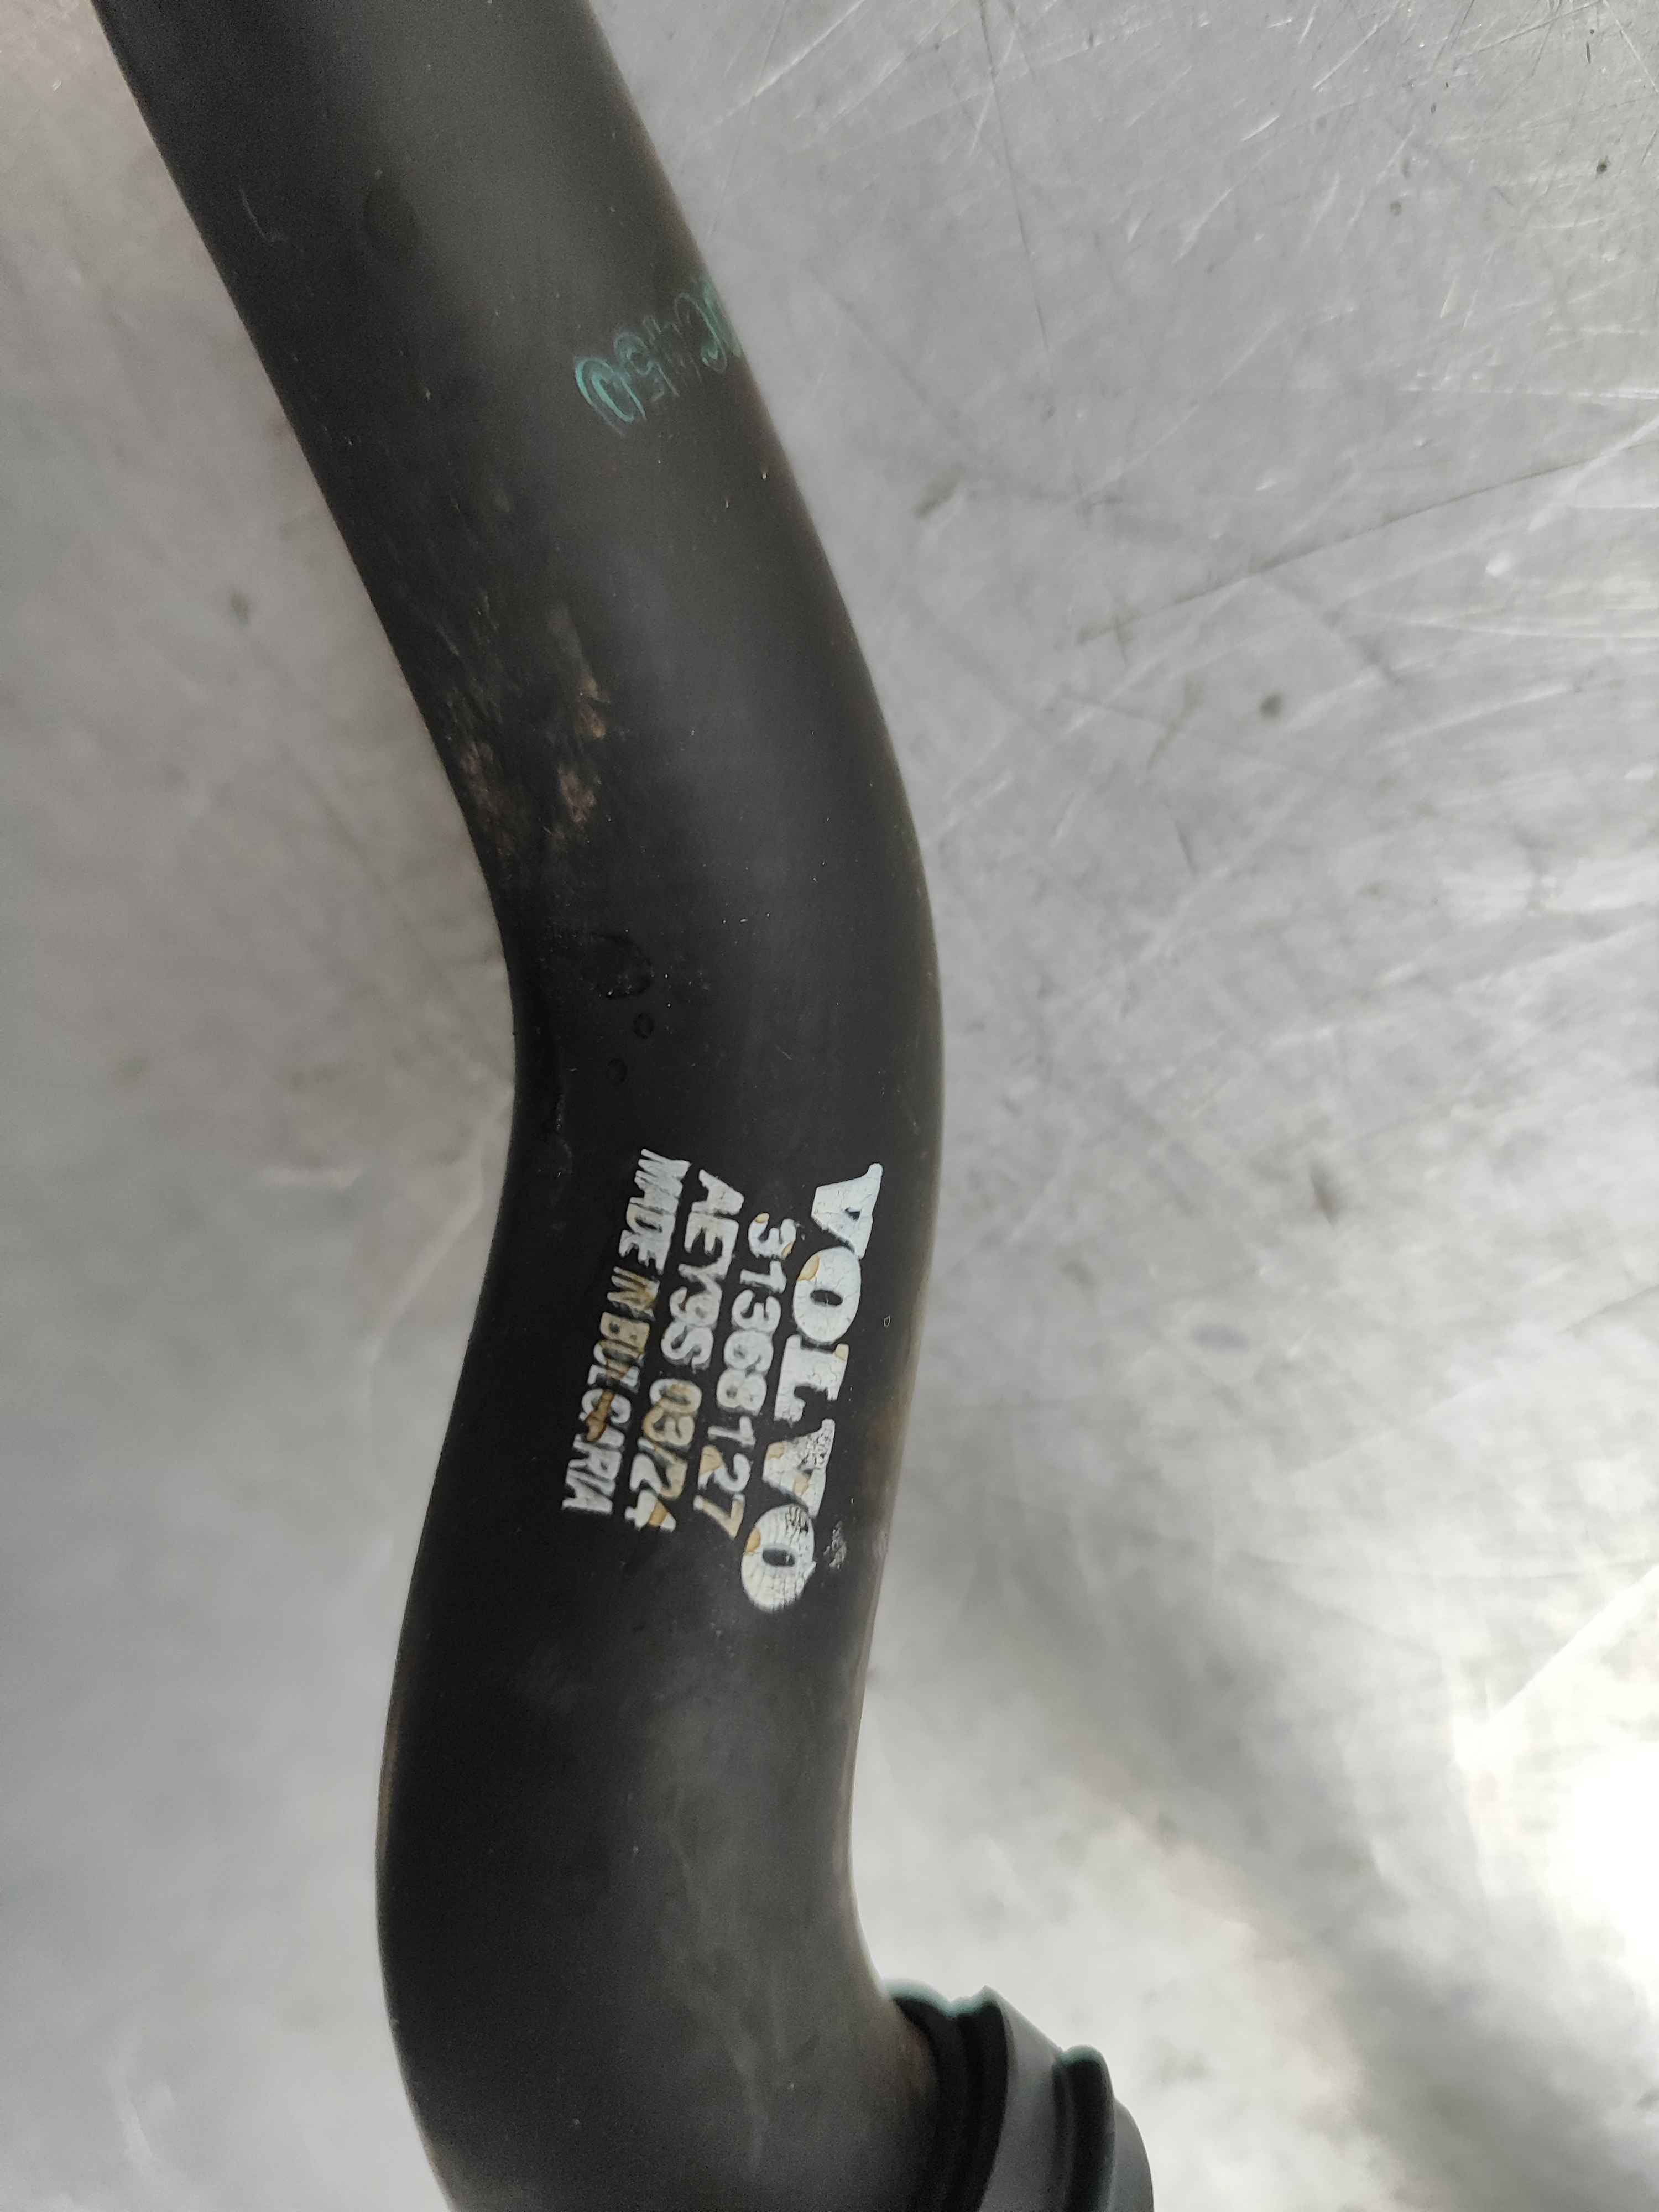 VOLVO
31368127
AEY9S 03/24
MADE IN BULGARIA